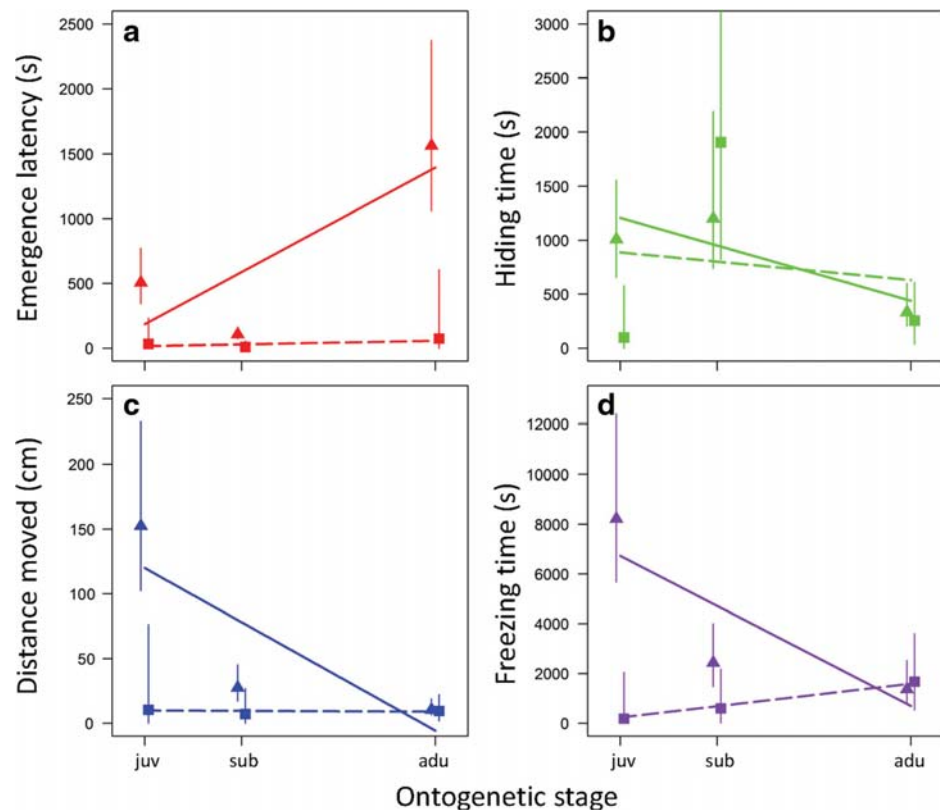 a
b
Emergence latency (s)
2500
2000
1500
1000
500
0
Hiding time (s)
3000
2500
2000
1500
1000
500
0
c
d
Distance moved (cm)
250
200
150
100
50
0
Freezing time (s)
12000
10000
8000
6000
4000
2000
0
juv sub adu
juv sub adu
Ontogenetic stage